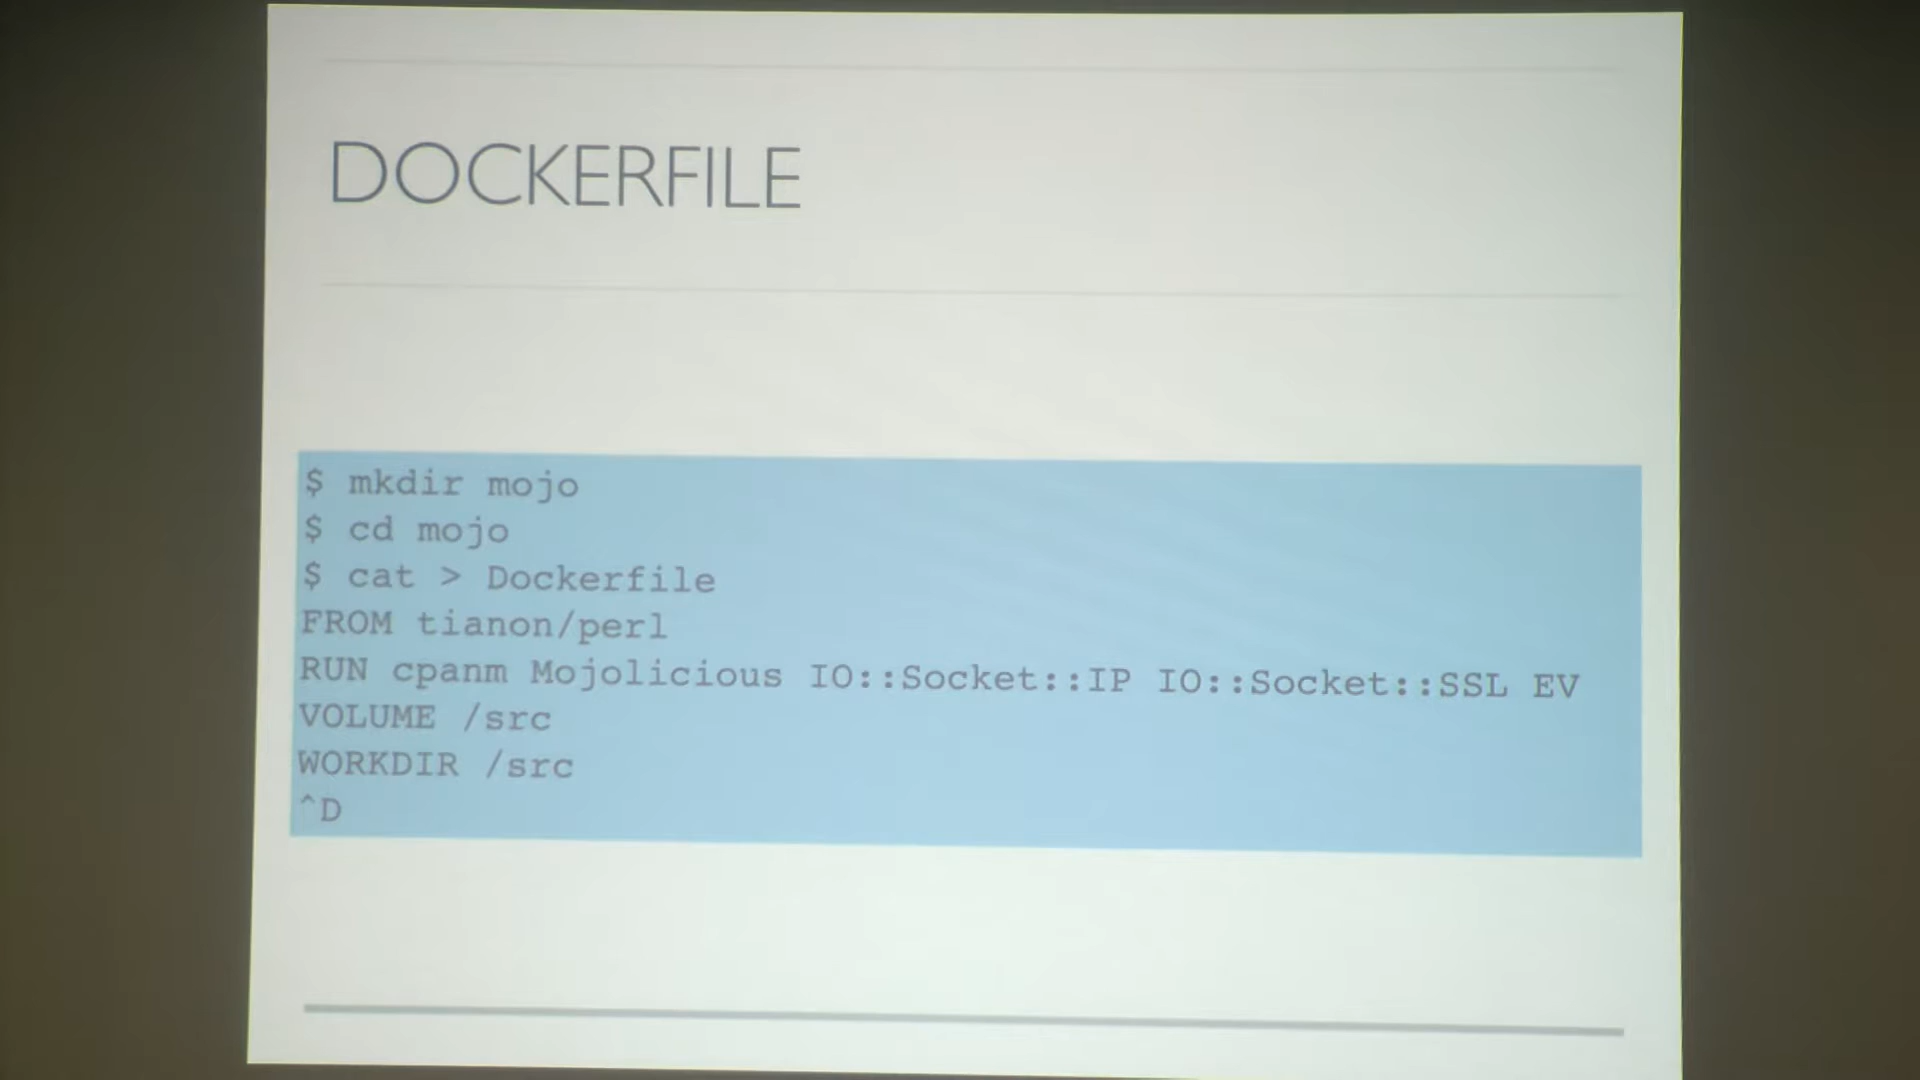 DOCKERFILE
$ mkdir mojo
$ cd mojo
$ cat > Dockerfile
FROM tianon/perl
RUN cpanm Mojolicious IO::Socket::IP IO::Socket::SSL EV
VOLUME /src
WORKDIR /src
^D